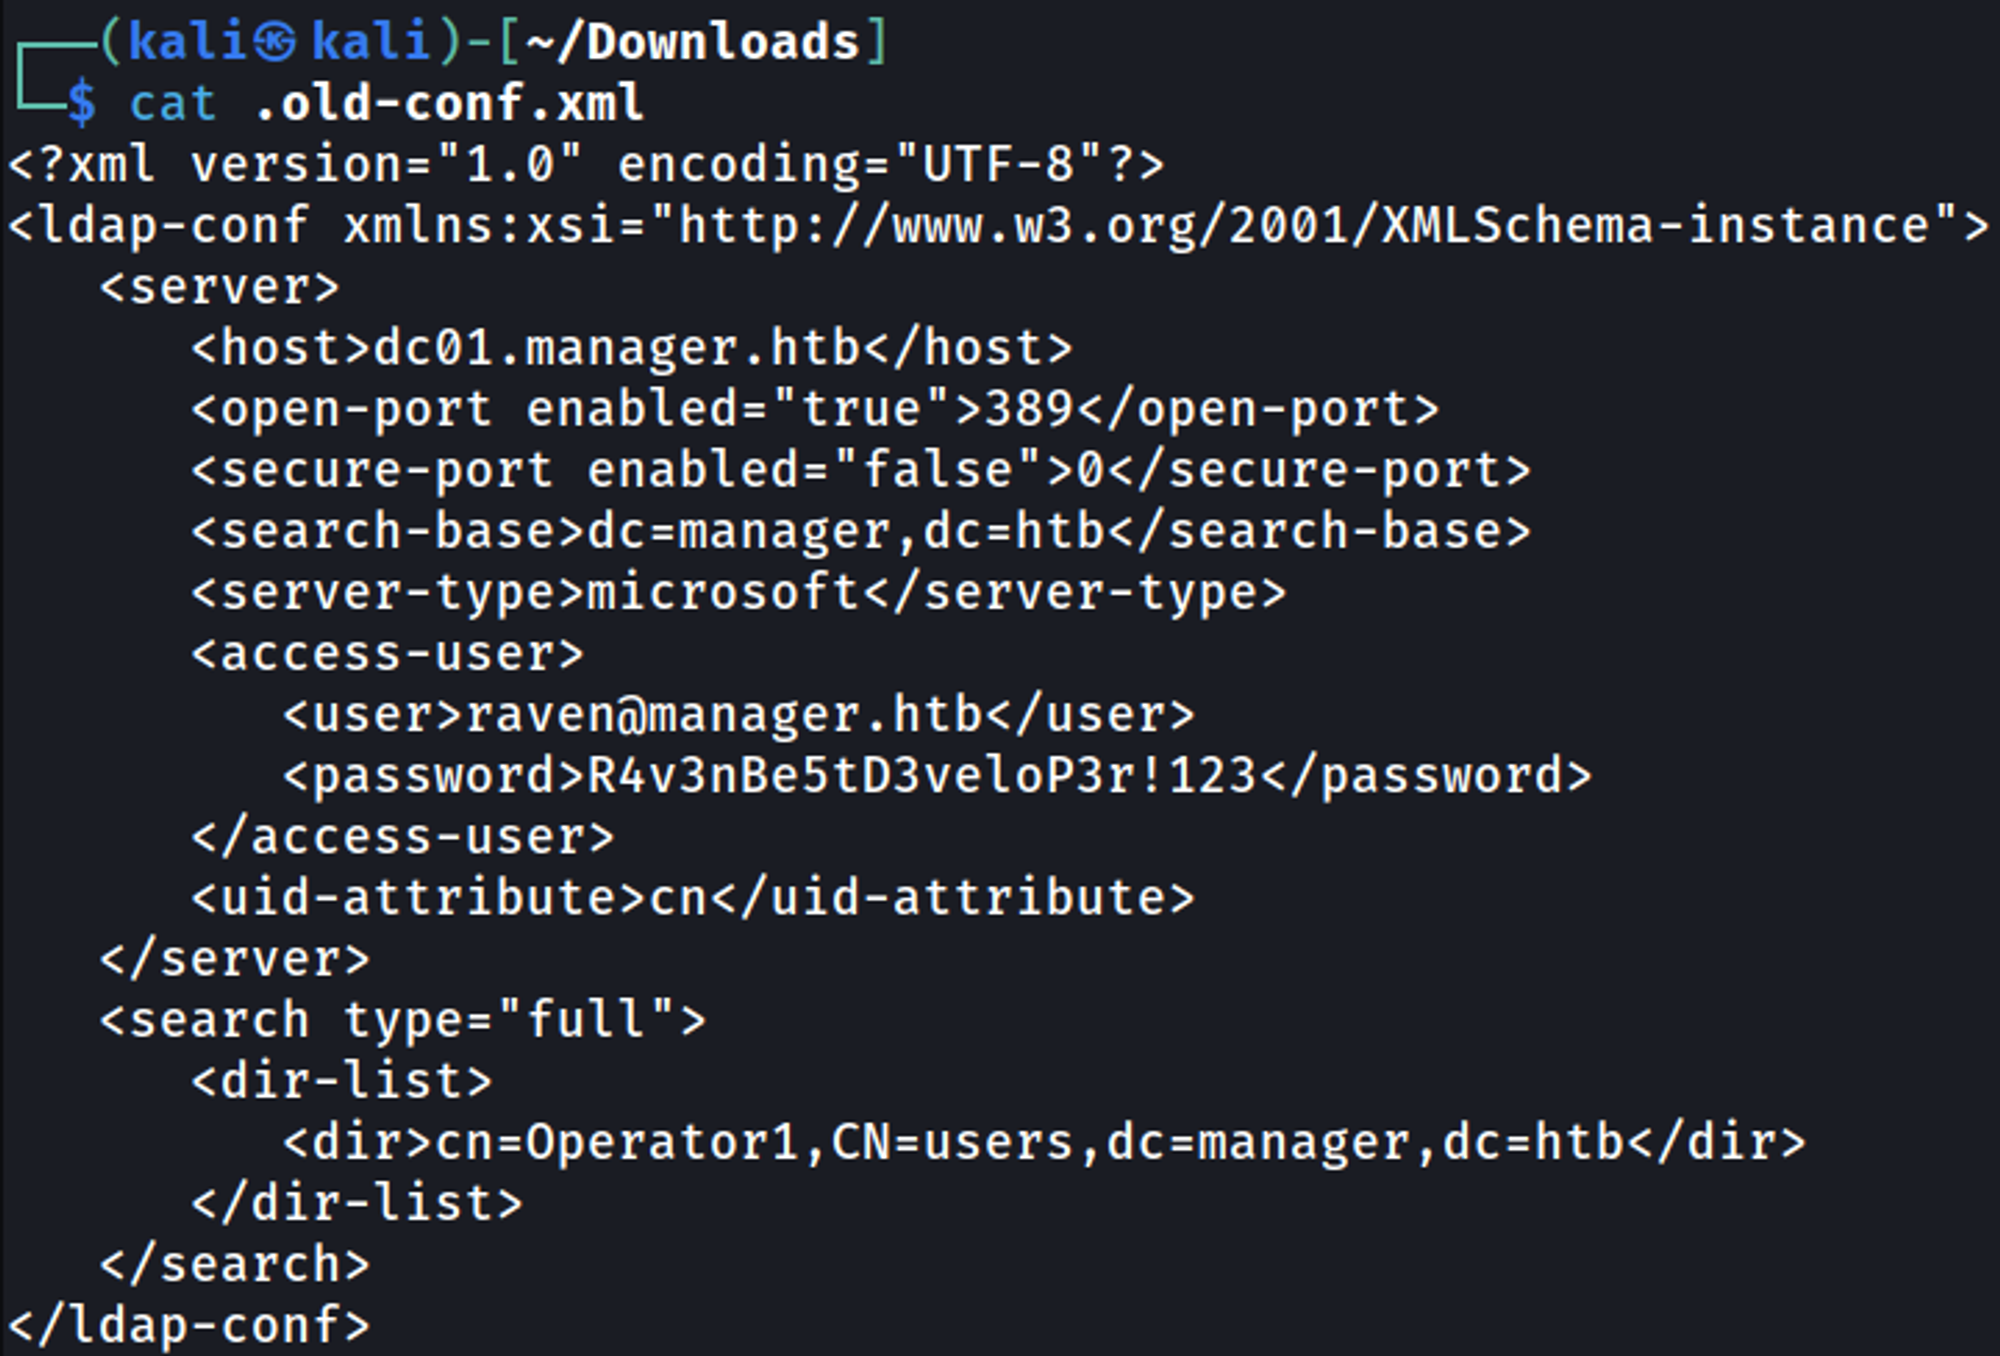 ┌──(kali㉿kali)-[~/Downloads]
└─$ cat .old-conf.xml
<?xml version="1.0" encoding="UTF-8"?>
<ldap-conf xmlns:xsi="http://www.w3.org/2001/XMLSchema-instance">
   <server>
      <host>dc01.manager.htb</host>
      <open-port enabled="true">389</open-port>
      <secure-port enabled="false">0</secure-port>
      <search-base>dc=manager,dc=htb</search-base>
      <server-type>microsoft</server-type>
      <access-user>
         <user>raven@manager.htb</user>
         <password>R4v3nBe5tD3veloP3r!123</password>
      </access-user>
      <uid-attribute>cn</uid-attribute>
   </server>
   <search type="full">
      <dir-list>
         <dir>cn=Operator1,CN=users,dc=manager,dc=htb</dir>
      </dir-list>
   </search>
</ldap-conf>